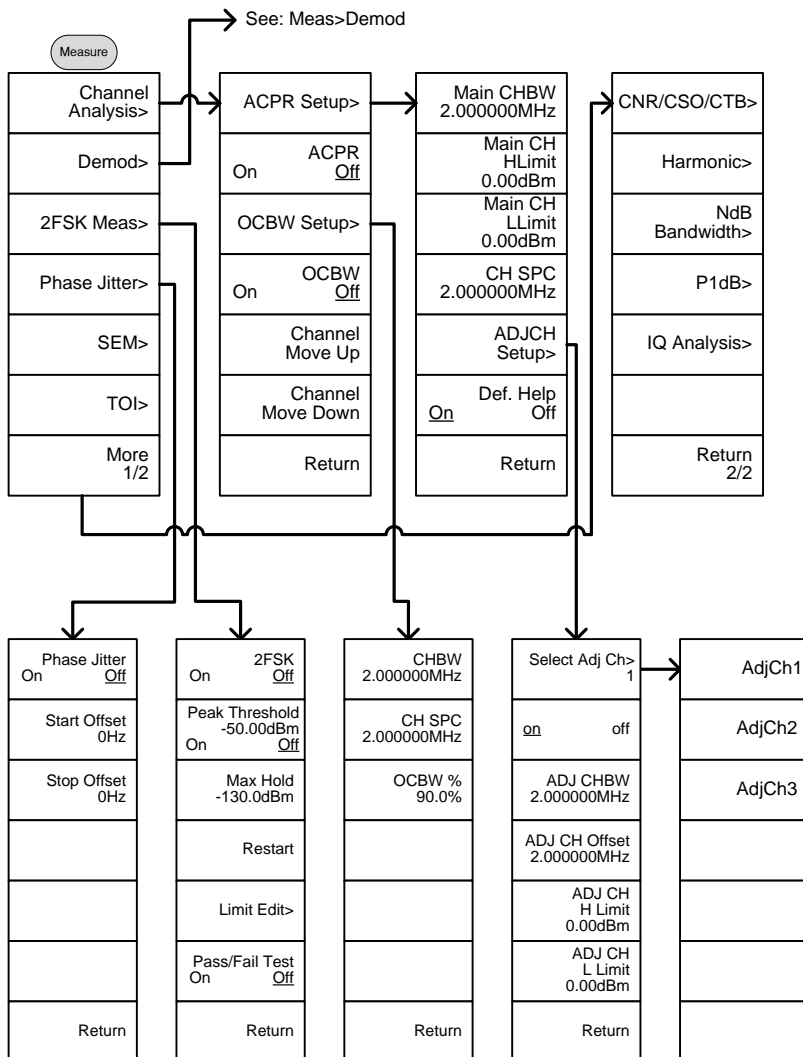 See: Meas>Demod
Measure
Channel
Analysis>
Demod>
2FSK Meas>
Phase Jitter>
SEM>
TOI>
More
1/2
ACPR Setup>
ACPR
On Off
OCBW Setup>
OCBW
On Off
Channel
Move Up
Channel
Move Down
Return
Main CHBW
2.000000MHz
Main CH
HLimit
0.00dBm
Main CH
LLimit
0.00dBm
CH SPC
2.000000MHz
ADJCH
Setup>
Def. Help
On Off
Return
CNR/CSO/CTB>
Harmonic>
NdB
Bandwidth>
P1dB>
IQ Analysis>
Return
2/2
Phase Jitter
On Off
Start Offset
0Hz
Stop Offset
0Hz
Return
2FSK
On Off
Peak Threshold
-50.00dBm
On Off
Max Hold
-130.0dBm
Restart
Limit Edit>
Pass/Fail Test
On Off
Return
CHBW
2.000000MHz
CH SPC
2.000000MHz
OCBW %
90.0%
Return
Select Adj Ch>
1
on off
ADJ CHBW
2.000000MHz
ADJ CH Offset
2.000000MHz
ADJ CH
H Limit
0.00dBm
ADJ CH
L Limit
0.00dBm
Return
AdjCh1
AdjCh2
AdjCh3